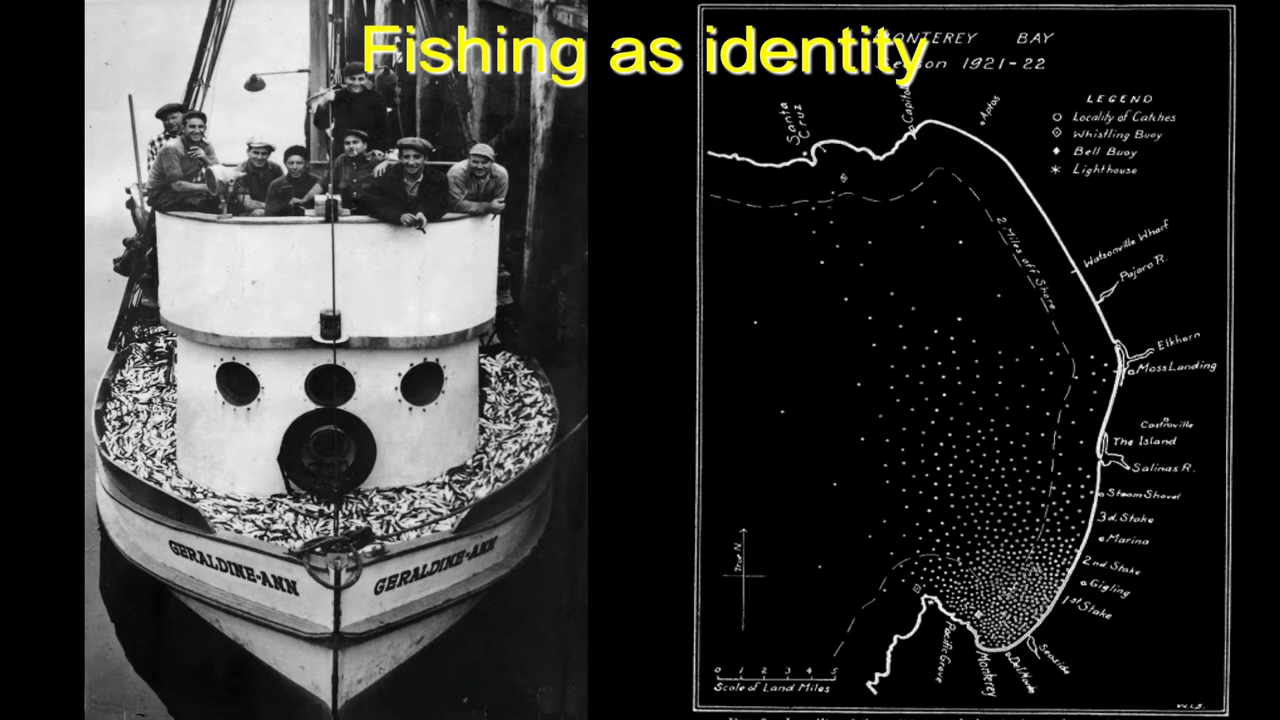 Fishing as identity
MONTEREY BAY
Season 1921-22
LEGEND
Locality of Catches
Whistling Buoy
Bell Buoy
Lighthouse
Santa
Cruz
Capitola
Aptos
2 Miles off Shore
Watsonville Wharf
Pajaro R.
Elkhorn
Moss Landing
Castroville
The Island
Salinas R.
Steam Shovel
3d. Stake
Marina
2nd. Stake
Gigling
1st Stake
Seaside
Del Monte
Monterey
Pacific Grove
True N
0 1 2 3 4 5
Scale of Land Miles
W.L.S.
GERALDINE-ANN
GERALDINE-ANN